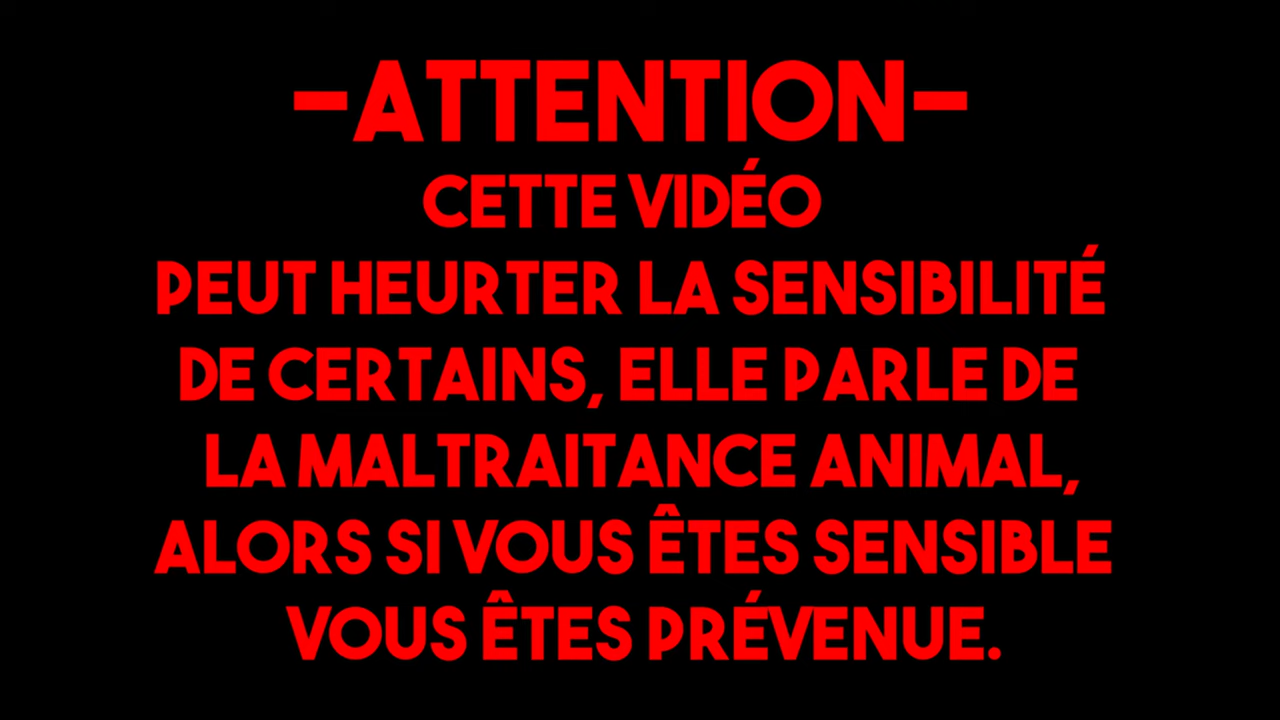 -ATTENTION-
CETTE VIDÉO
PEUT HEURTER LA SENSIBILITÉ
DE CERTAINS, ELLE PARLE DE
LA MALTRAITANCE ANIMAL,
ALORS SI VOUS ÊTES SENSIBLE
VOUS ÊTES PRÉVENUE.